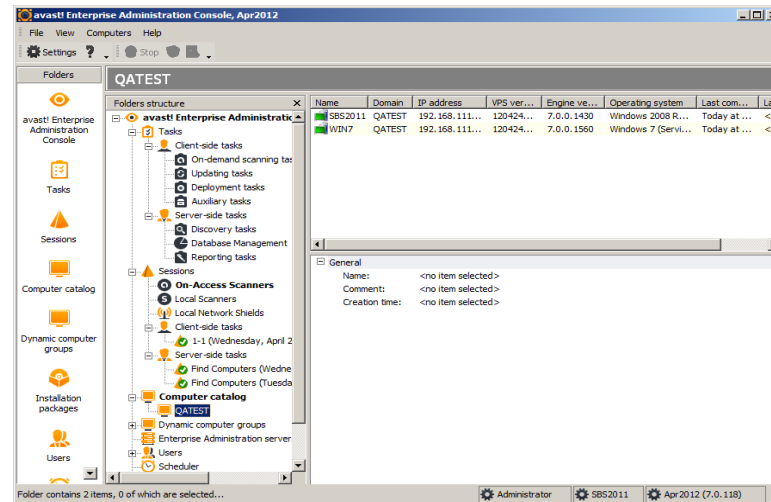 avast! Enterprise Administration Console, Apr2012
File View Computers Help
Settings ? Stop
Folders
QATEST
avast! Enterprise
Administration
Console
Tasks
Sessions
Computer catalog
Dynamic computer
groups
Installation
packages
Users
Folders structure
avast! Enterprise Administratic
Tasks
Client-side tasks
On-demand scanning tas
Updating tasks
Deployment tasks
Auxiliary tasks
Server-side tasks
Discovery tasks
Database Management
Reporting tasks
Sessions
On-Access Scanners
Local Scanners
Local Network Shields
Client-side tasks
1-1 (Wednesday, April 2
Server-side tasks
Find Computers (Wedne
Find Computers (Tuesda
Computer catalog
QATEST
Dynamic computer groups
Enterprise Administration server
Users
Scheduler
Name Domain IP address VPS ver... Engine ve... Operating system Last com... La
SBS2011 QATEST 192.168.111... 120424... 7.0.0.1430 Windows 2008 R... Today at ... <
WIN7 QATEST 192.168.111... 120424... 7.0.0.1560 Windows 7 (Servi... Today at ... <
General
Name: <no item selected>
Comment: <no item selected>
Creation time: <no item selected>
Folder contains 2 items, 0 of which are selected...
Administrator SBS2011 Apr2012 (7.0.118)